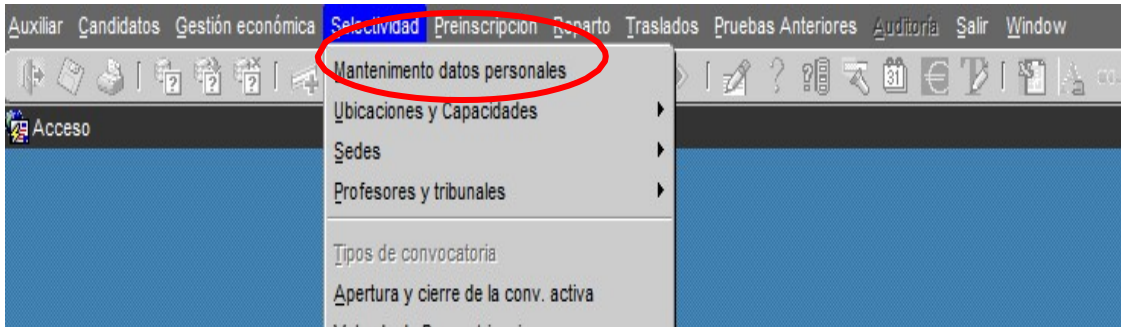 Auxiliar Candidatos Gestión económica Selectividad Preinscripción Reparto Traslados Pruebas Anteriores Auditoría Salir Window
Acceso
Mantenimento datos personales
Ubicaciones y Capacidades
Sedes
Profesores y tribunales
Tipos de convocatoria
Apertura y cierre de la conv. activa